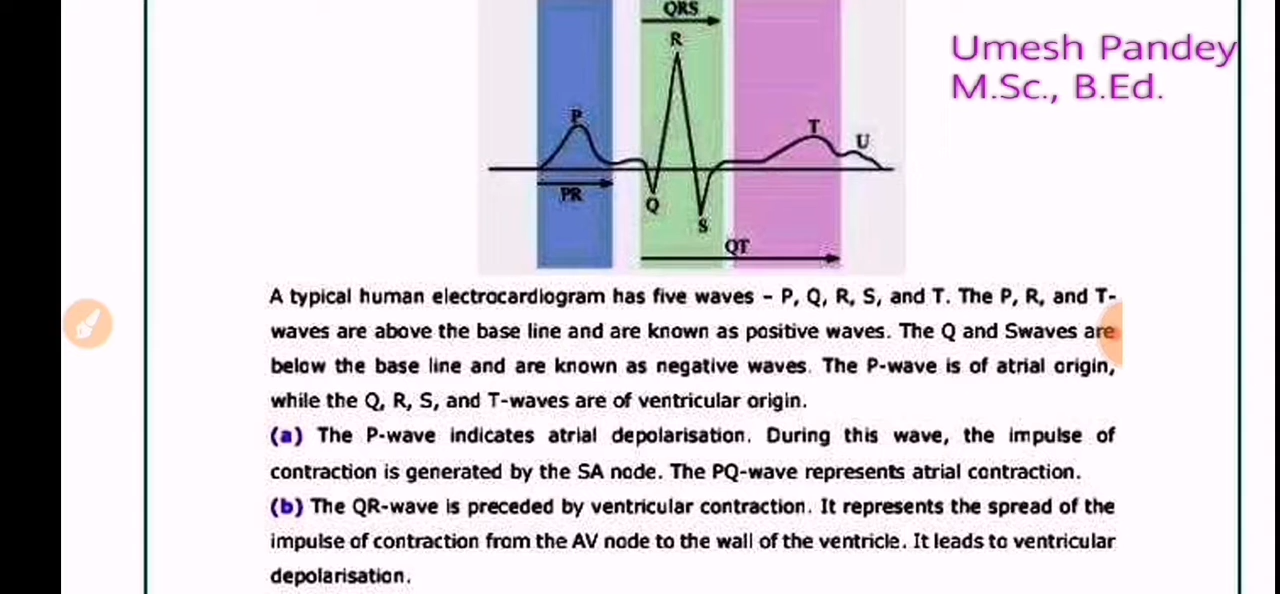 QRS
R
Umesh Pandey
M.Sc., B.Ed.
P
T
U
PR
Q
S
QT
A typical human electrocardiogram has five waves – P, Q, R, S, and T. The P, R, and T-
waves are above the base line and are known as positive waves. The Q and Swaves are
below the base line and are known as negative waves. The P-wave is of atrial origin,
while the Q, R, S, and T-waves are of ventricular origin.
(a) The P-wave indicates atrial depolarisation. During this wave, the impulse of
contraction is generated by the SA node. The PQ-wave represents atrial contraction.
(b) The QR-wave is preceded by ventricular contraction. It represents the spread of the
impulse of contraction from the AV node to the wall of the ventricle. It leads to ventricular
depolarisation.